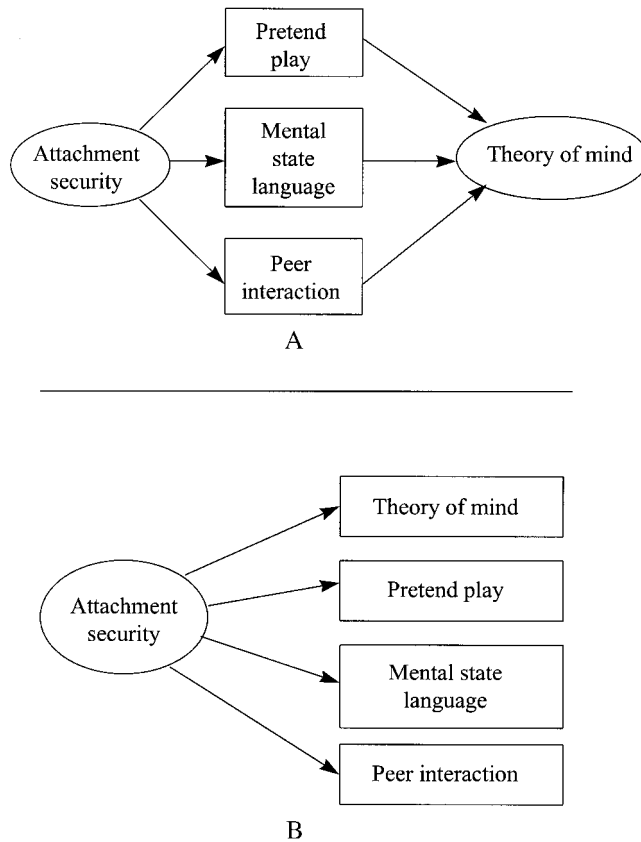 Pretend
play
Attachment
security
Mental
state
language
Theory of mind
Peer
interaction
A
Attachment
security
Theory of mind
Pretend play
Mental state
language
Peer interaction
B